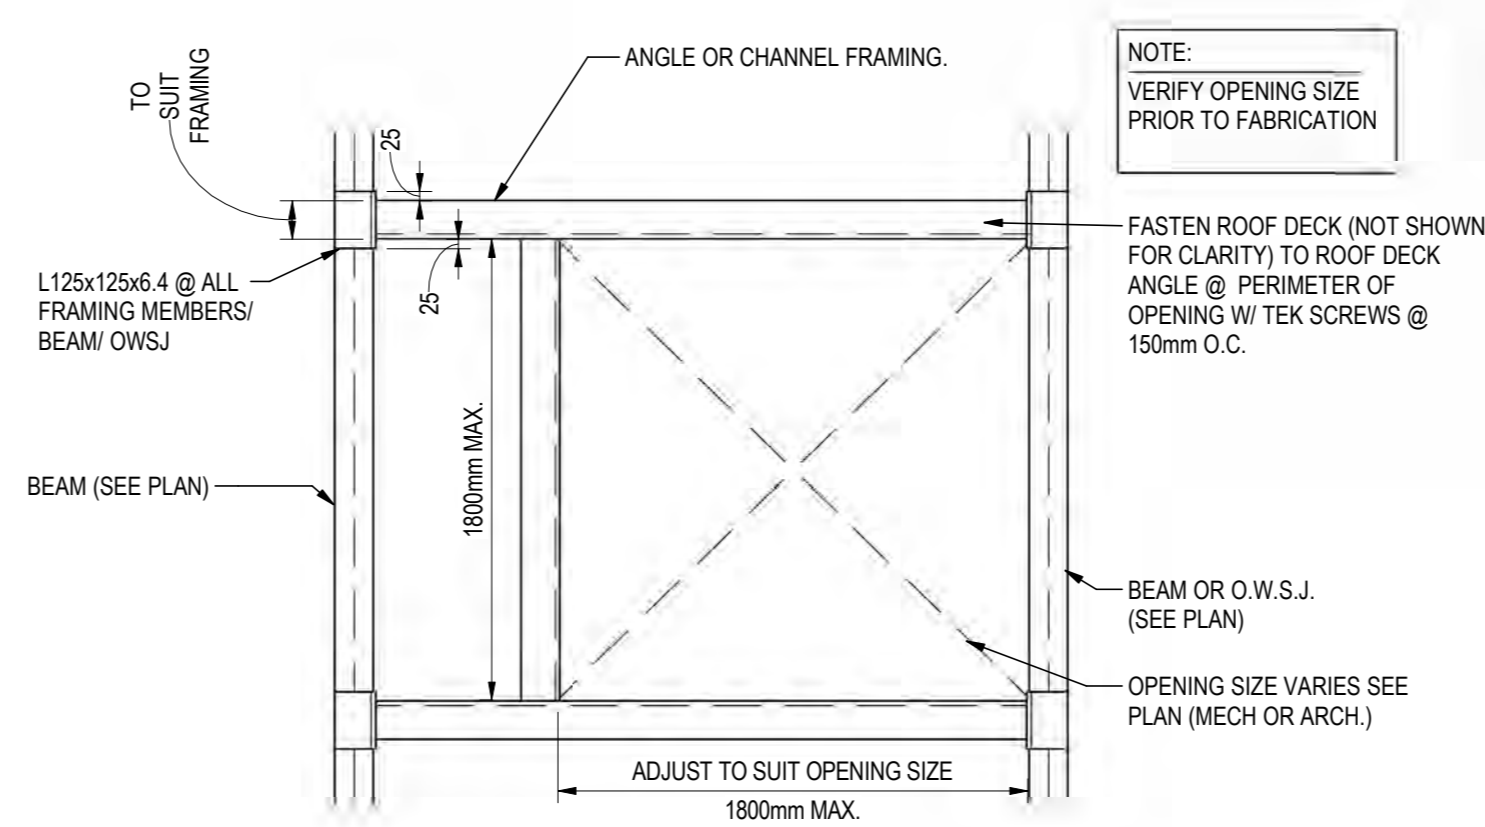 ANGLE OR CHANNEL FRAMING.
NOTE:
VERIFY OPENING SIZE
PRIOR TO FABRICATION
TO
SUIT
FRAMING
25
FASTEN ROOF DECK (NOT SHOWN
FOR CLARITY) TO ROOF DECK
ANGLE @ PERIMETER OF
OPENING W/ TEK SCREWS @
150mm O.C.
L125x125x6.4 @ ALL
FRAMING MEMBERS/
BEAM/ OWSJ
25
1800mm MAX.
BEAM (SEE PLAN)
BEAM OR O.W.S.J.
(SEE PLAN)
OPENING SIZE VARIES SEE
PLAN (MECH OR ARCH.)
ADJUST TO SUIT OPENING SIZE
1800mm MAX.